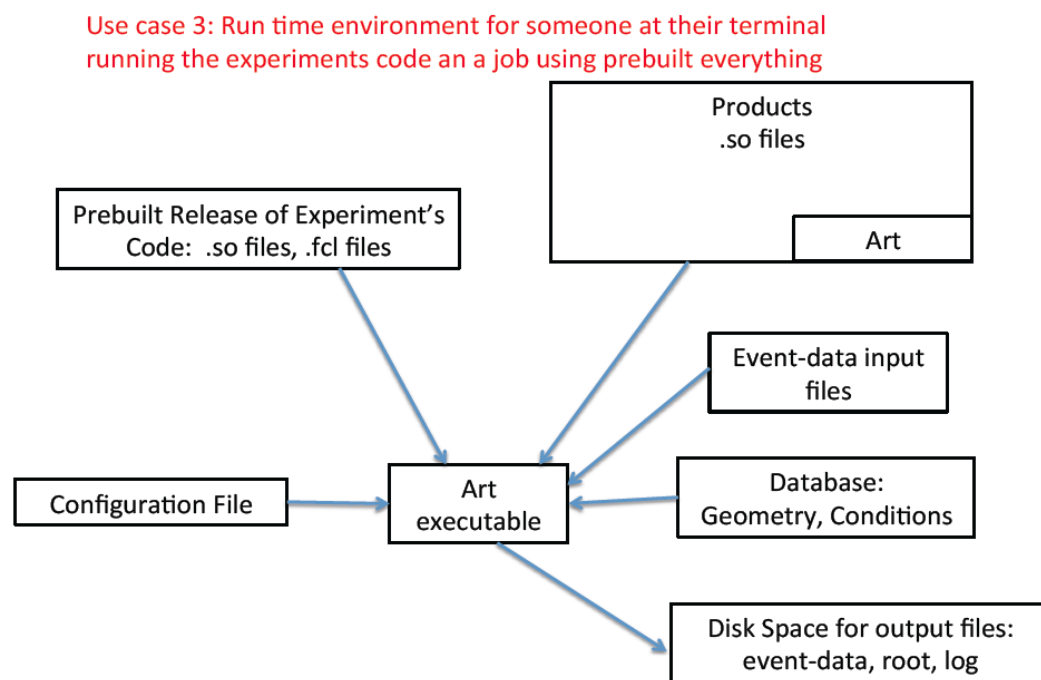 Use case 3: Run time environment for someone at their terminal
running the experiments code an a job using prebuilt everything
Products
.so files
Art
Prebuilt Release of Experiment's
Code:  .so files, .fcl files
Event-data input
files
Configuration File
Art
executable
Database:
Geometry, Conditions
Disk Space for output files:
event-data, root, log